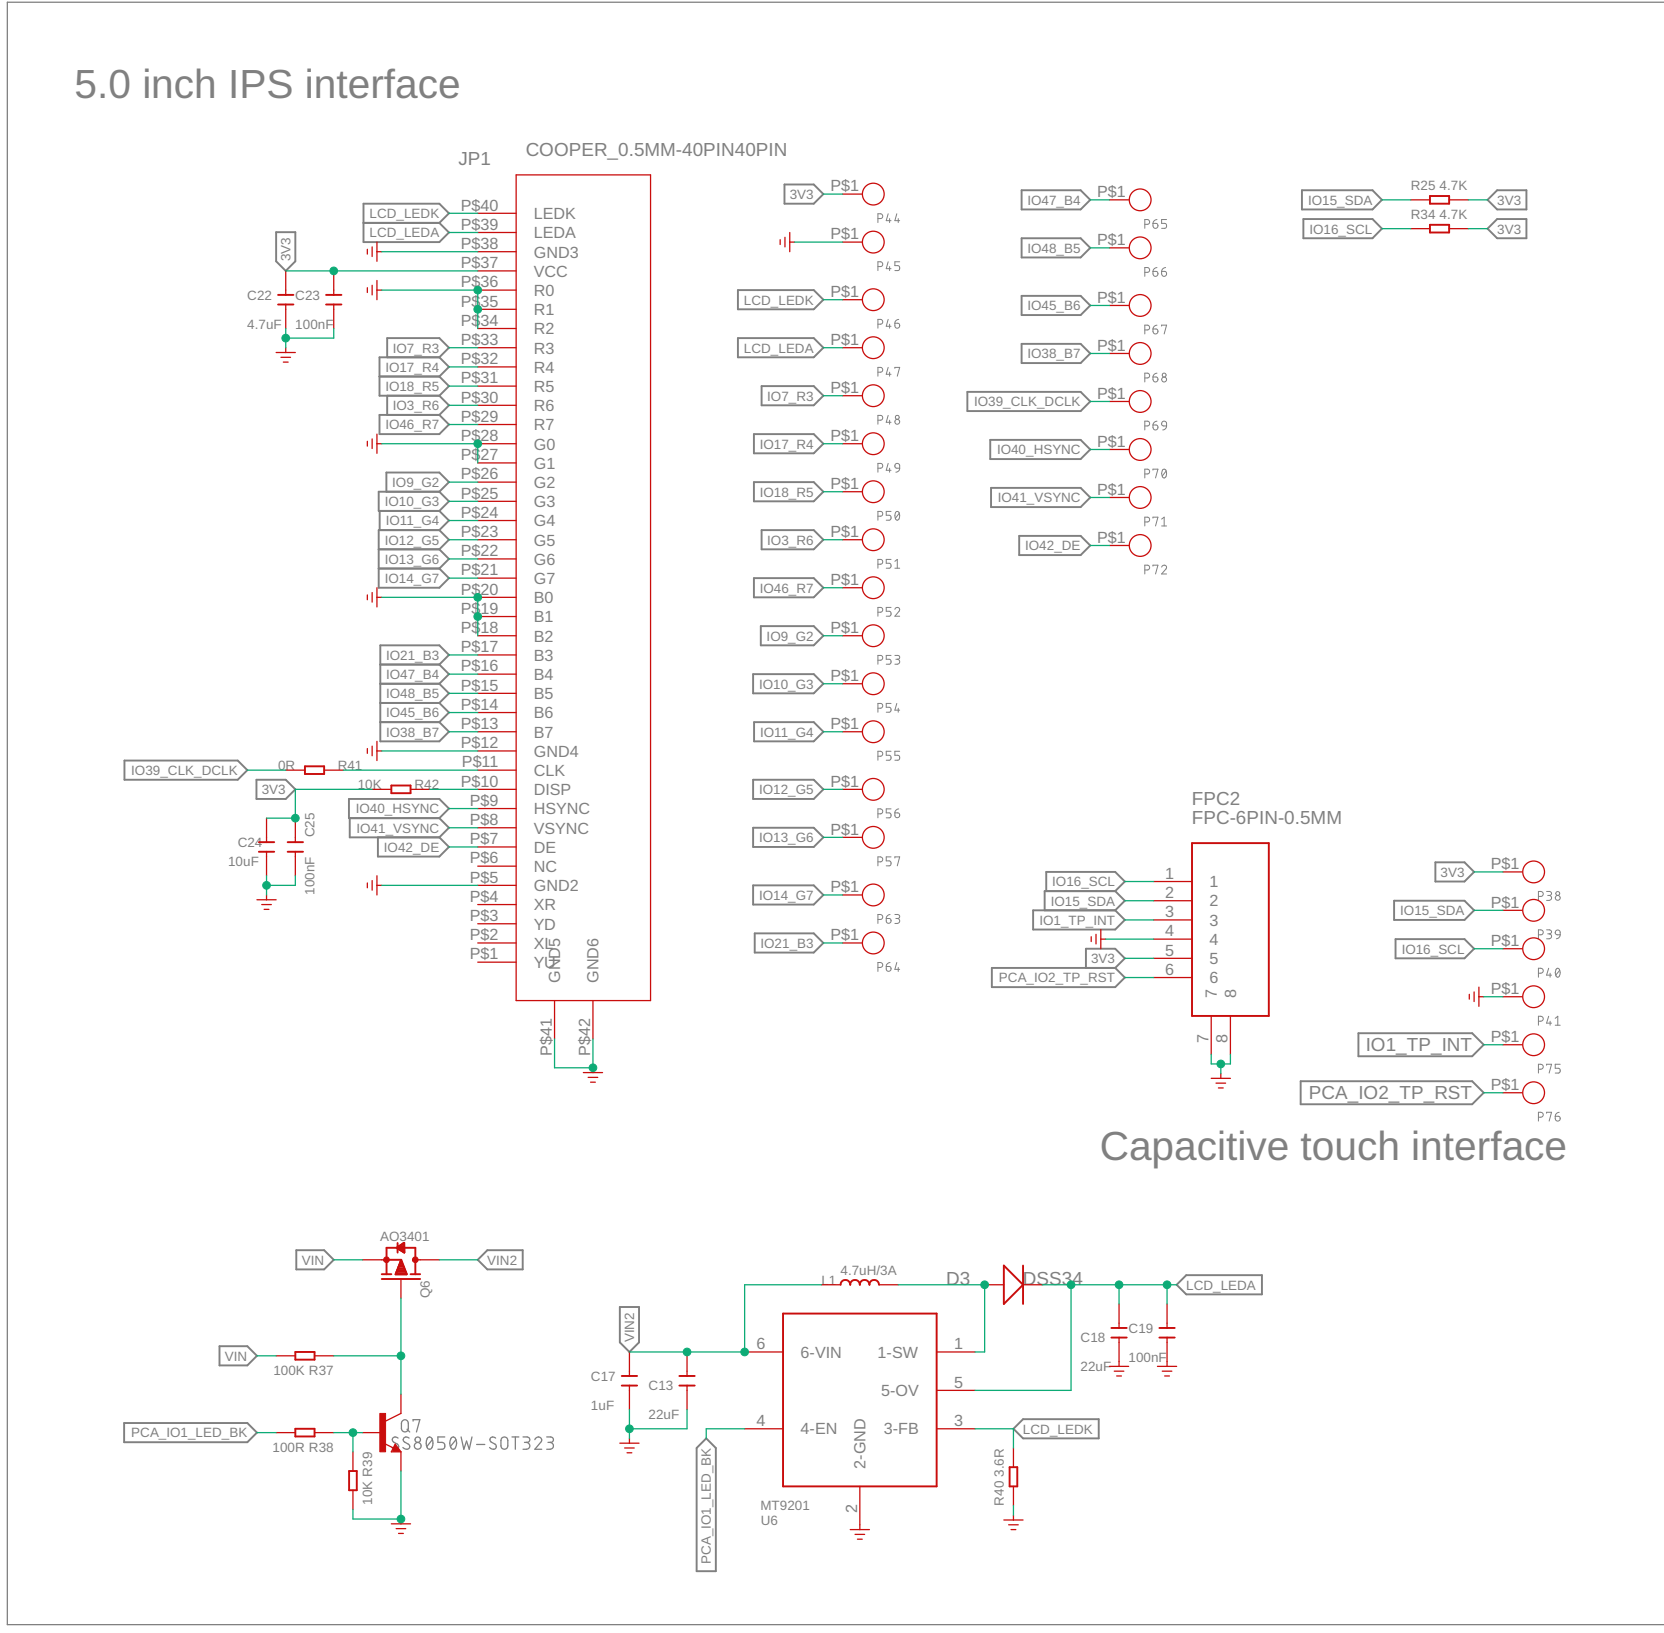 5.0 inch IPS interface
JP1
COOPER_0.5MM-40PIN40PIN
LCD_LEDK P$40 LEDK
LCD_LEDA P$39 LEDA
P$38 GND3
3V3 P$37 VCC
P$36 R0
P$35 R1
P$34 R2
C22 C23
4.7uF 100nF
IO7_R3 P$33 R3
IO17_R4 P$32 R4
IO18_R5 P$31 R5
IO3_R6 P$30 R6
IO46_R7 P$29 R7
P$28 G0
P$27 G1
IO9_G2 P$26 G2
IO10_G3 P$25 G3
IO11_G4 P$24 G4
IO12_G5 P$23 G5
IO13_G6 P$22 G6
IO14_G7 P$21 G7
P$20 B0
P$19 B1
P$18 B2
IO21_B3 P$17 B3
IO47_B4 P$16 B4
IO48_B5 P$15 B5
IO45_B6 P$14 B6
IO38_B7 P$13 B7
P$12 GND4
IO39_CLK_DCLK 0R R41 P$11 CLK
3V3 10K R42 P$10 DISP
IO40_HSYNC P$9 HSYNC
IO41_VSYNC P$8 VSYNC
IO42_DE P$7 DE
C24 C25
10uF 100nF
P$6 NC
P$5 GND2
P$4 XR
P$3 YD
P$2 XL
P$1 YU
GND5 GND6
P$41 P$42
3V3 P$1 P44
P$1 P45
LCD_LEDK P$1 P46
LCD_LEDA P$1 P47
IO7_R3 P$1 P48
IO17_R4 P$1 P49
IO18_R5 P$1 P50
IO3_R6 P$1 P51
IO46_R7 P$1 P52
IO9_G2 P$1 P53
IO10_G3 P$1 P54
IO11_G4 P$1 P55
IO12_G5 P$1 P56
IO13_G6 P$1 P57
IO14_G7 P$1 P63
IO21_B3 P$1 P64
IO47_B4 P$1 P65
IO48_B5 P$1 P66
IO45_B6 P$1 P67
IO38_B7 P$1 P68
IO39_CLK_DCLK P$1 P69
IO40_HSYNC P$1 P70
IO41_VSYNC P$1 P71
IO42_DE P$1 P72
IO15_SDA R25 4.7K 3V3
IO16_SCL R34 4.7K 3V3
FPC2
FPC-6PIN-0.5MM
IO16_SCL 1 1
IO15_SDA 2 2
IO1_TP_INT 3 3
4 4
3V3 5 5
PCA_IO2_TP_RST 6 6
7 8
7 8
3V3 P$1 P38
IO15_SDA P$1 P39
IO16_SCL P$1 P40
P$1 P41
IO1_TP_INT P$1 P75
PCA_IO2_TP_RST P$1 P76
Capacitive touch interface
AO3401
VIN VIN2
Q6
VIN
100K R37
PCA_IO1_LED_BK
100R R38
10K R39
Q7
SS8050W-SOT323
L1 4.7uH/3A
D3 DSS34
LCD_LEDA
VIN2
C17
1uF
C13
22uF
6 6-VIN 1-SW 1
5-OV 5
4 4-EN 3-FB 3
2-GND
2
PCA_IO1_LED_BK
MT9201
U6
C18
22uF
C19
100nF
LCD_LEDK
R40 3.6R